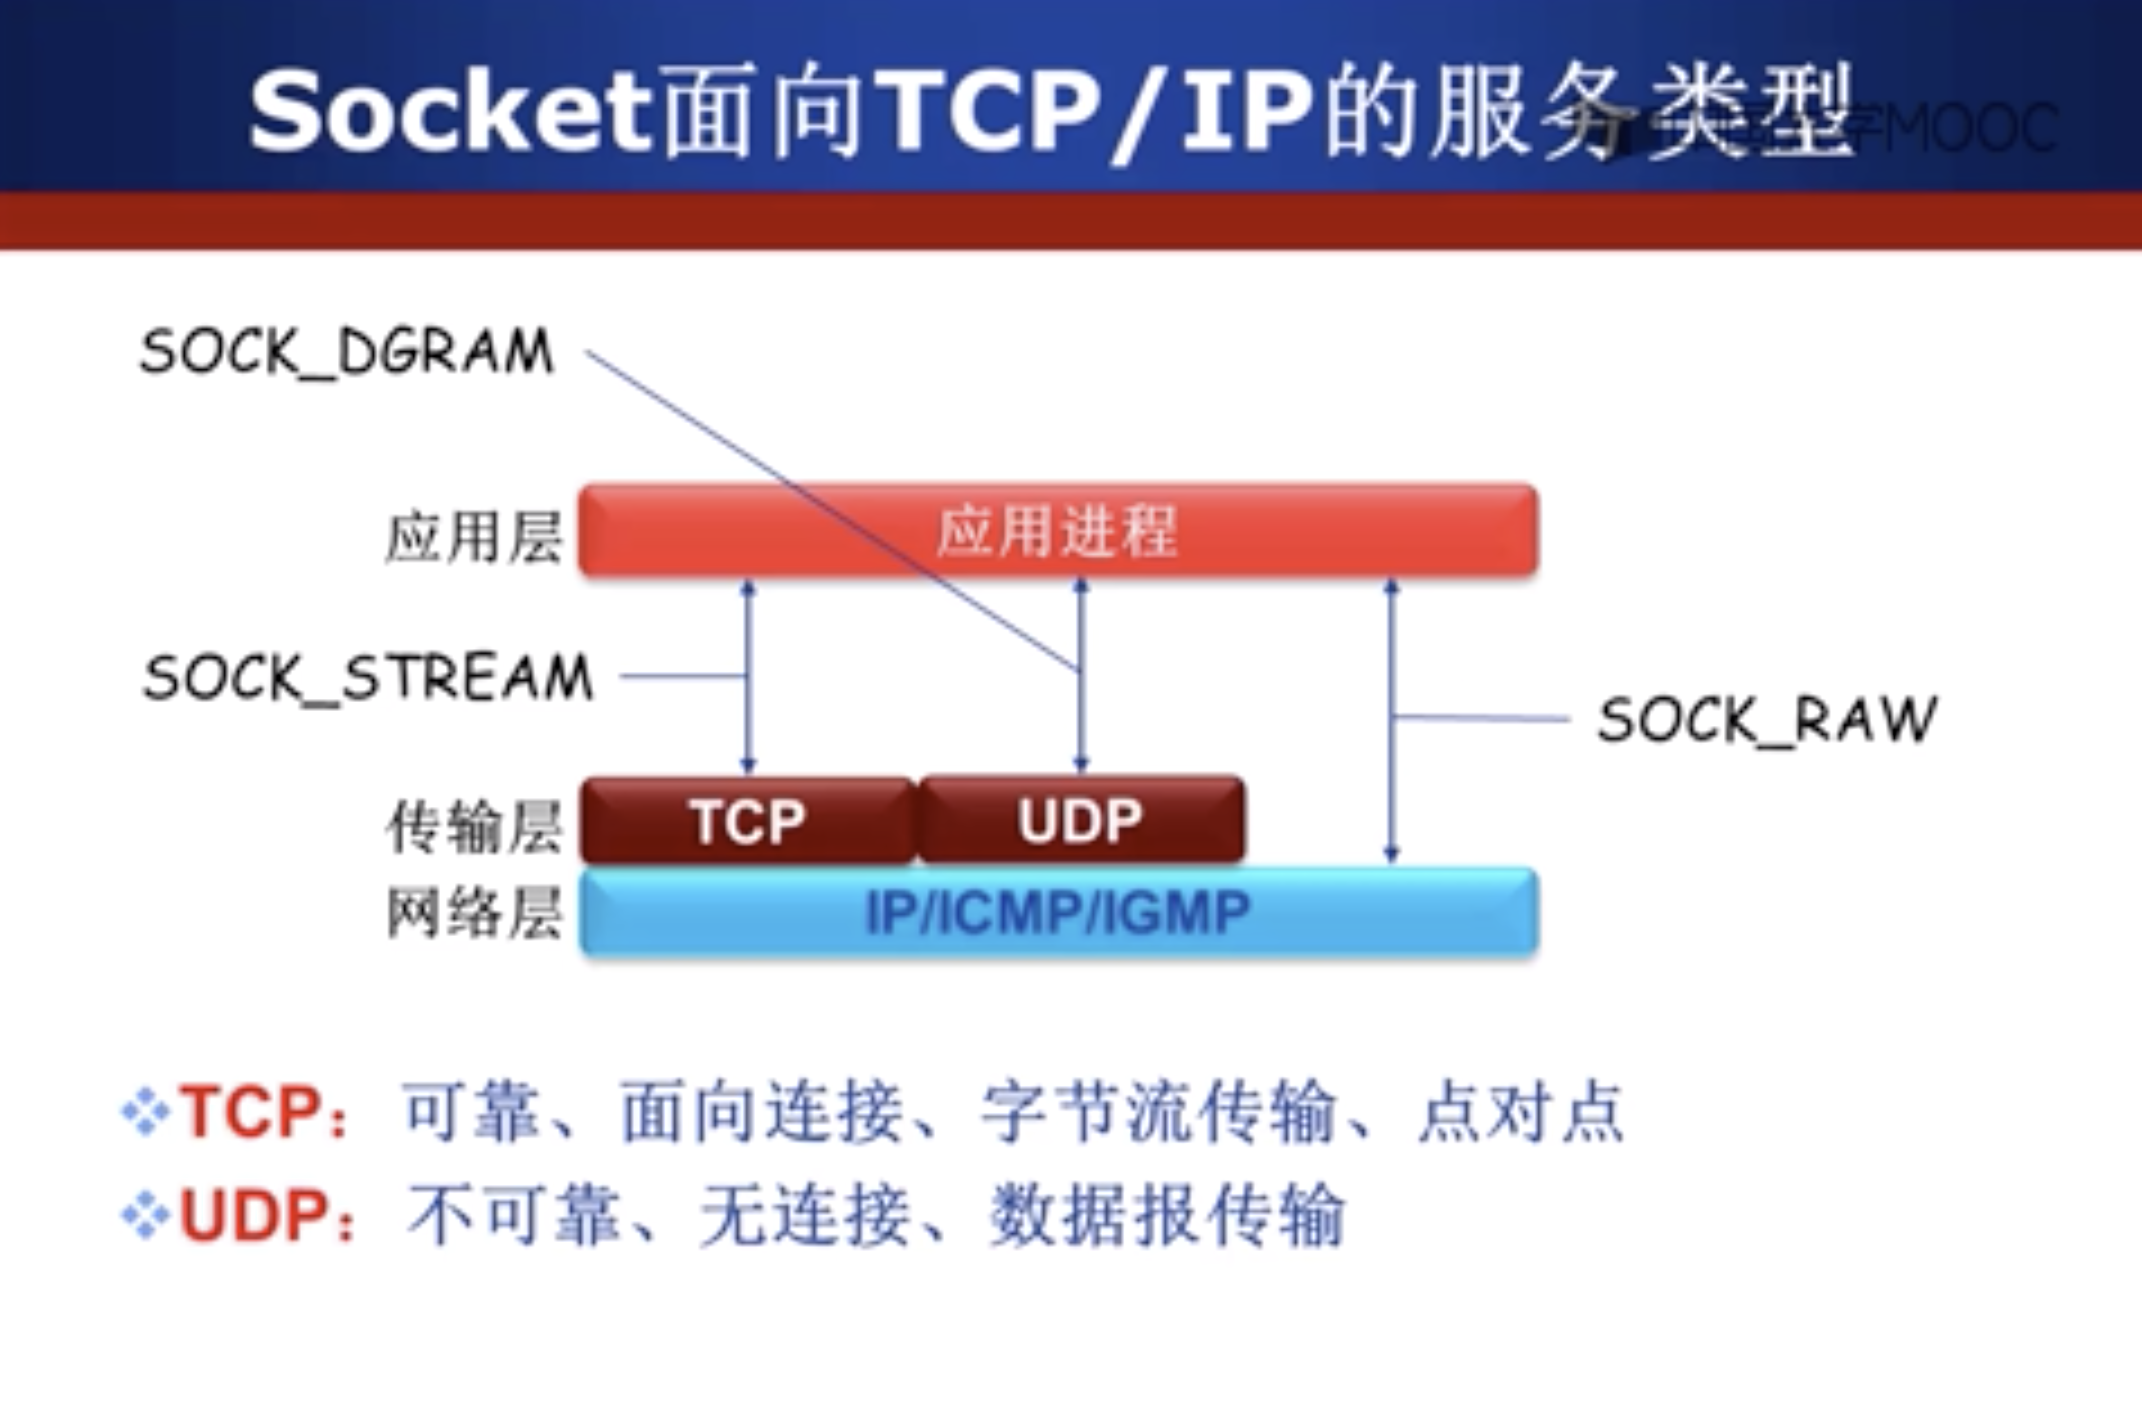 Socket面向TCP/IP的服务类型
SOCK_DGRAM
应用层
应用进程
SOCK_STREAM
SOCK_RAW
传输层
TCP
UDP
网络层
IP/ICMP/IGMP
TCP： 可靠、面向连接、字节流传输、点对点
UDP： 不可靠、无连接、数据报传输